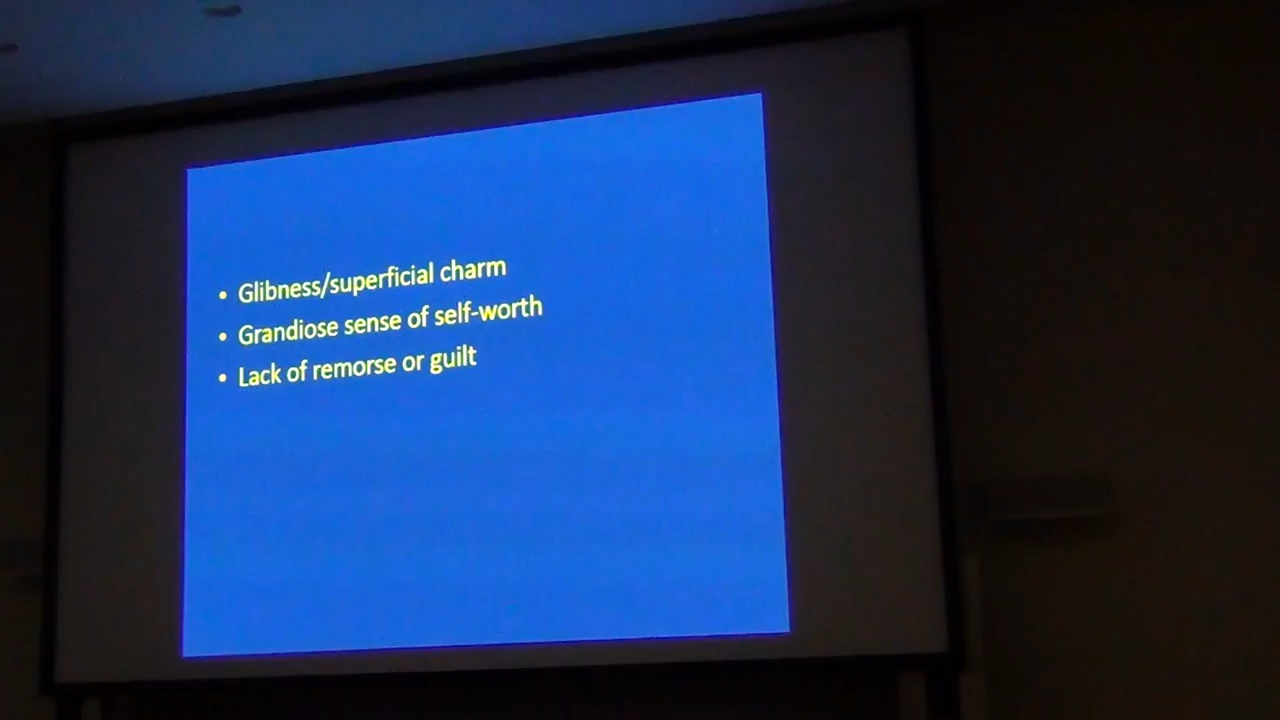 • Glibness/superficial charm
• Grandiose sense of self-worth
• Lack of remorse or guilt